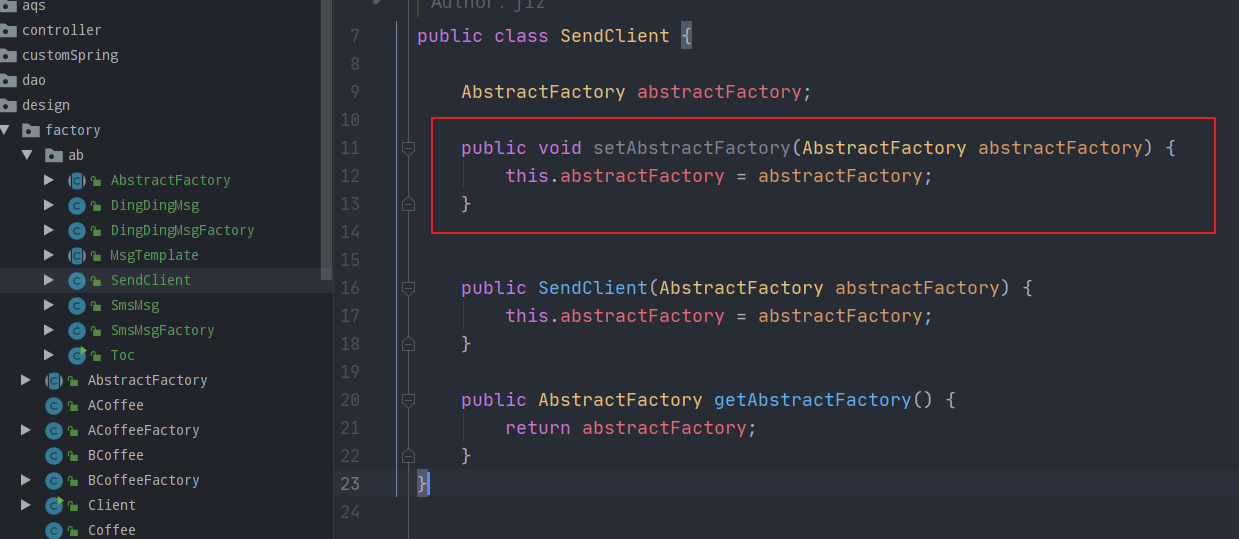 aqs
controller
customSpring
dao
design
factory
ab
AbstractFactory
DingDingMsg
DingDingMsgFactory
MsgTemplate
SendClient
SmsMsg
SmsMsgFactory
Toc
AbstractFactory
ACoffee
ACoffeeFactory
BCoffee
BCoffeeFactory
Client
Coffee
Author: jiz
7 public class SendClient {
8
9 AbstractFactory abstractFactory;
10
11 public void setAbstractFactory(AbstractFactory abstractFactory) {
12 this.abstractFactory = abstractFactory;
13 }
14
15
16 public SendClient(AbstractFactory abstractFactory) {
17 this.abstractFactory = abstractFactory;
18 }
19
20 public AbstractFactory getAbstractFactory() {
21 return abstractFactory;
22 }
23 }
24